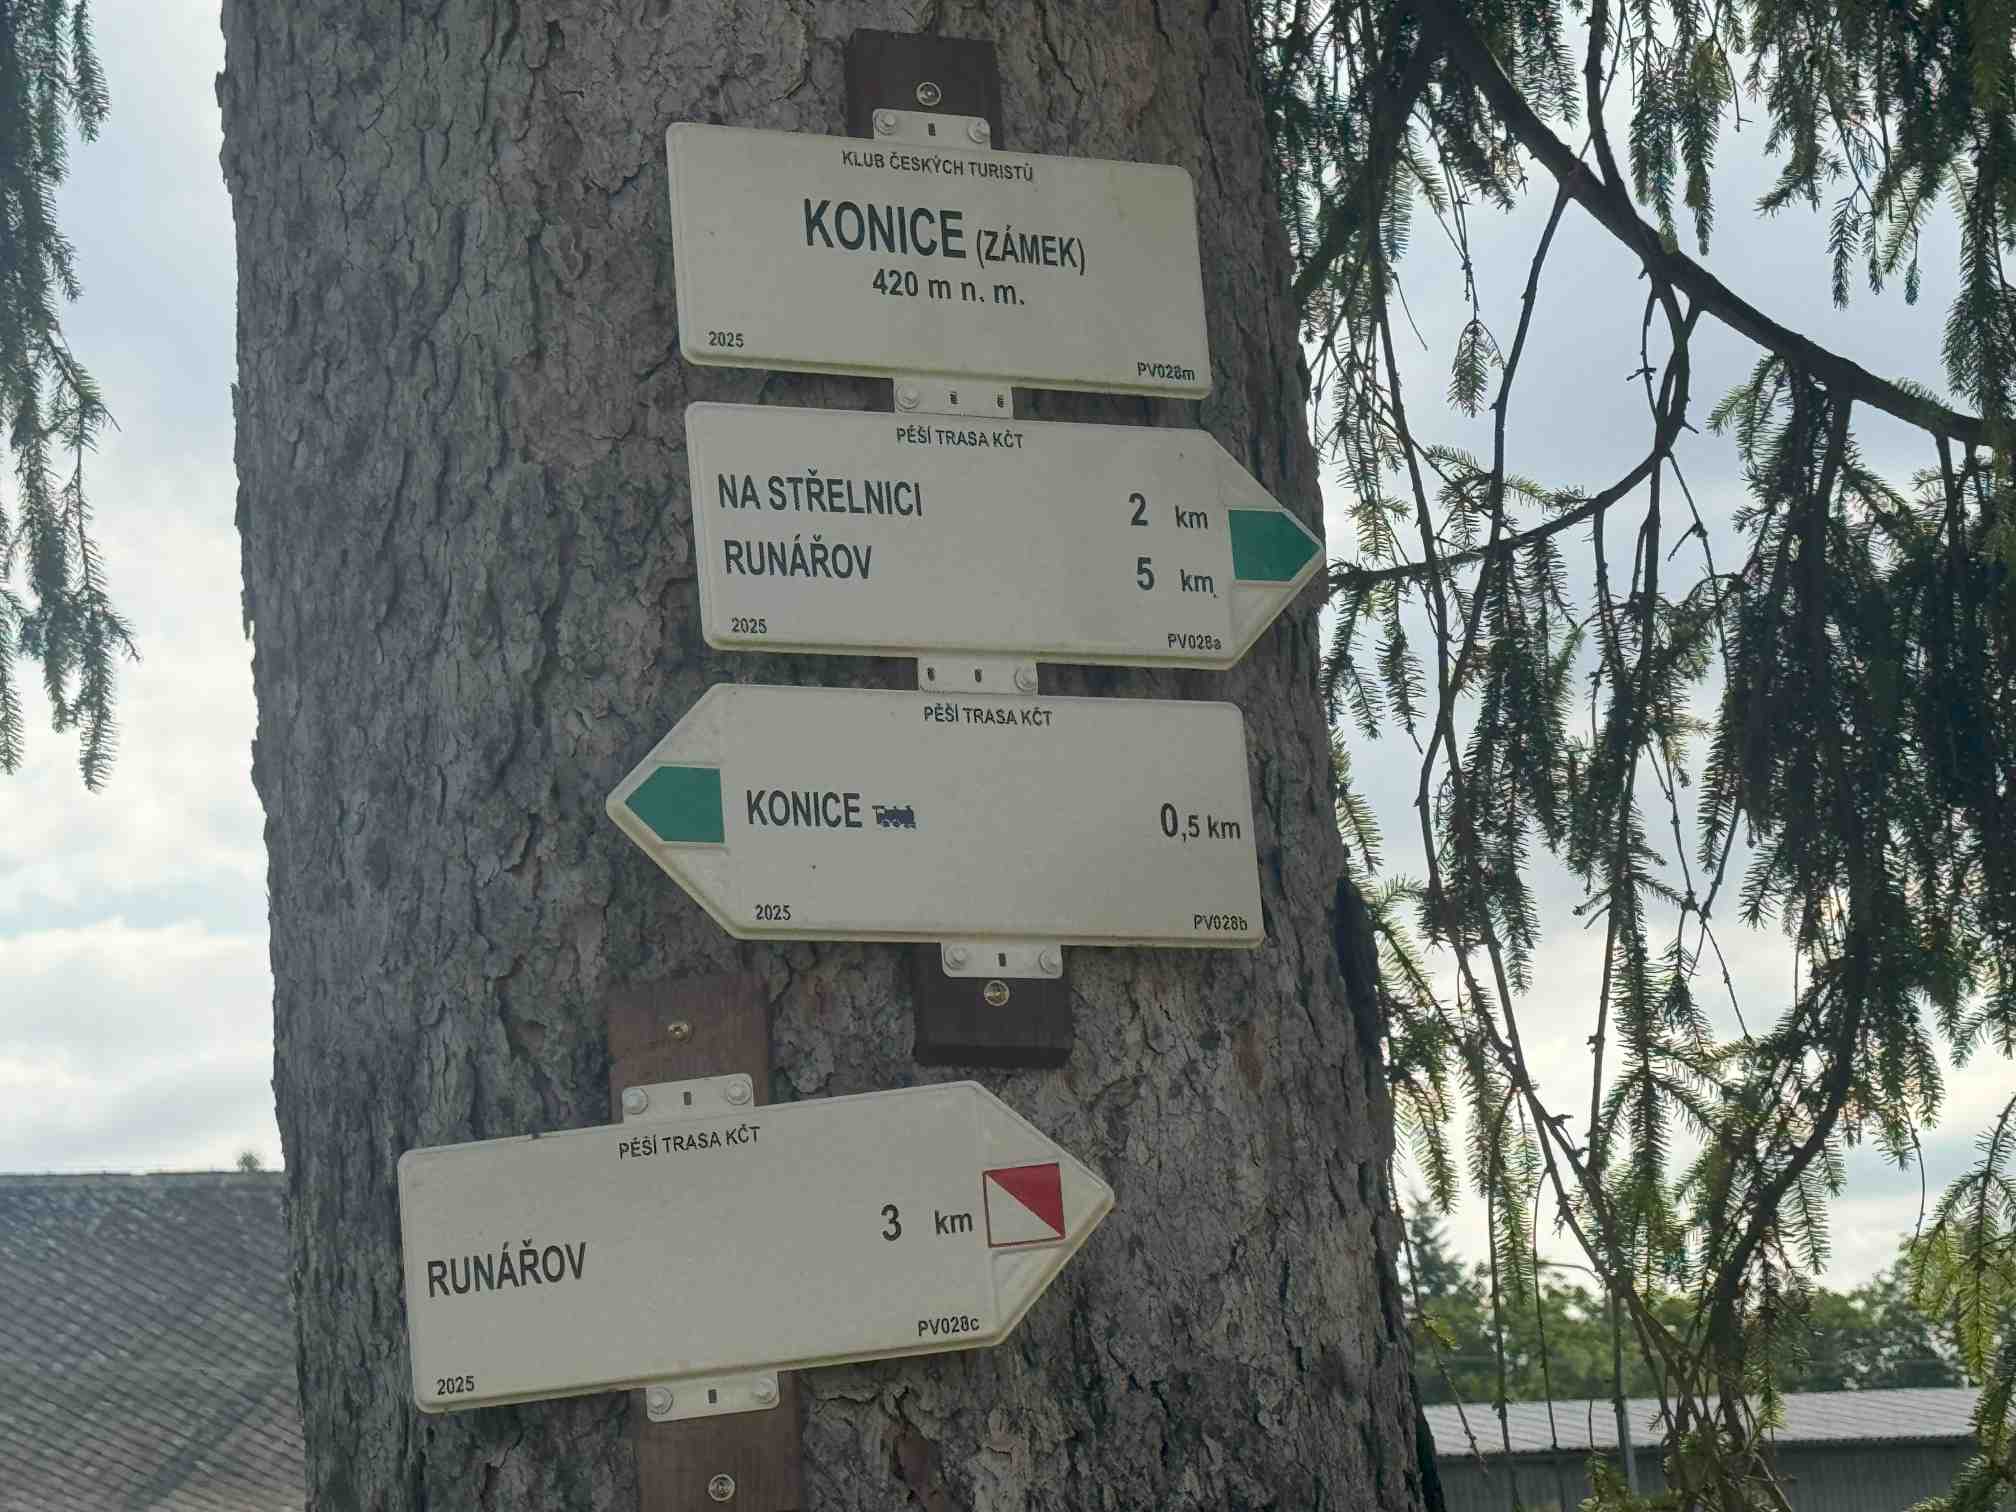 KLUB ČESKÝCH TURISTŮ
KONICE (ZÁMEK)
420 m n. m.
2025 PV028m
PĚŠÍ TRASA KČT
NA STŘELNICI 2 km
RUNÁŘOV 5 km
2025 PV028a
PĚŠÍ TRASA KČT
KONICE 0,5 km
2025 PV028b
PĚŠÍ TRASA KČT
RUNÁŘOV 3 km
2025 PV028c